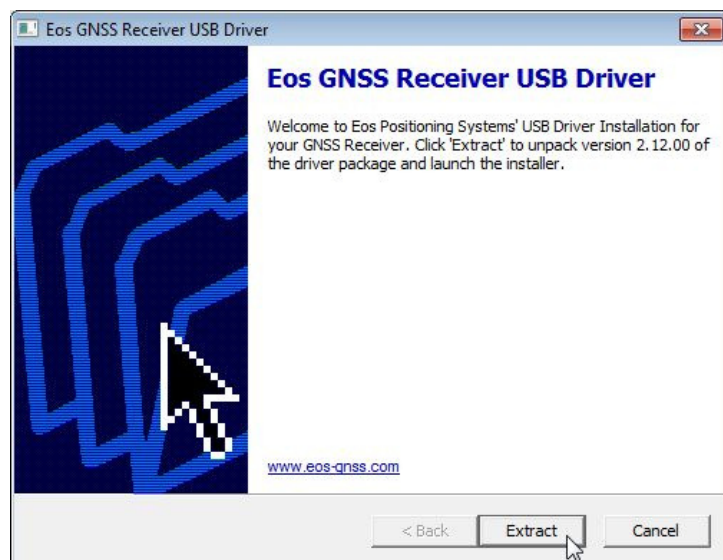 Eos GNSS Receiver USB Driver
Eos GNSS Receiver USB Driver
Welcome to Eos Positioning Systems' USB Driver Installation for
your GNSS Receiver. Click 'Extract' to unpack version 2.12.00 of
the driver package and launch the installer.
www.eos-gnss.com
< Back Extract Cancel